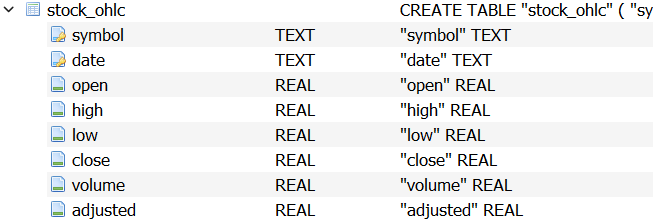 stock_ohlc CREATE TABLE "stock_ohlc" ( "sy
symbol TEXT "symbol" TEXT
date TEXT "date" TEXT
open REAL "open" REAL
high REAL "high" REAL
low REAL "low" REAL
close REAL "close" REAL
volume REAL "volume" REAL
adjusted REAL "adjusted" REAL